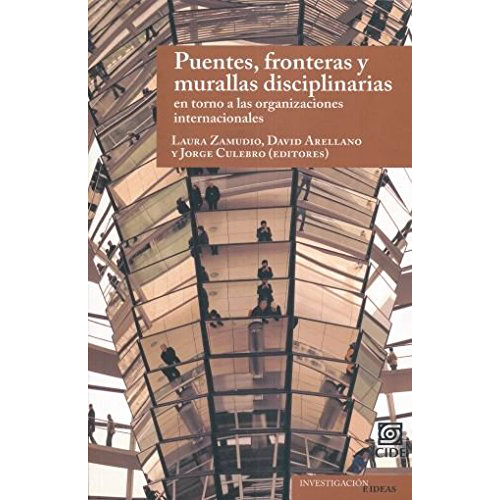 Puentes, fronteras y
murallas disciplinarias
en torno a las organizaciones
internacionales
LAURA ZAMUDIO, DAVID ARELLANO
Y JORGE CULEBRO (EDITORES)
CIDE
INVESTIGACIÓN
E IDEAS